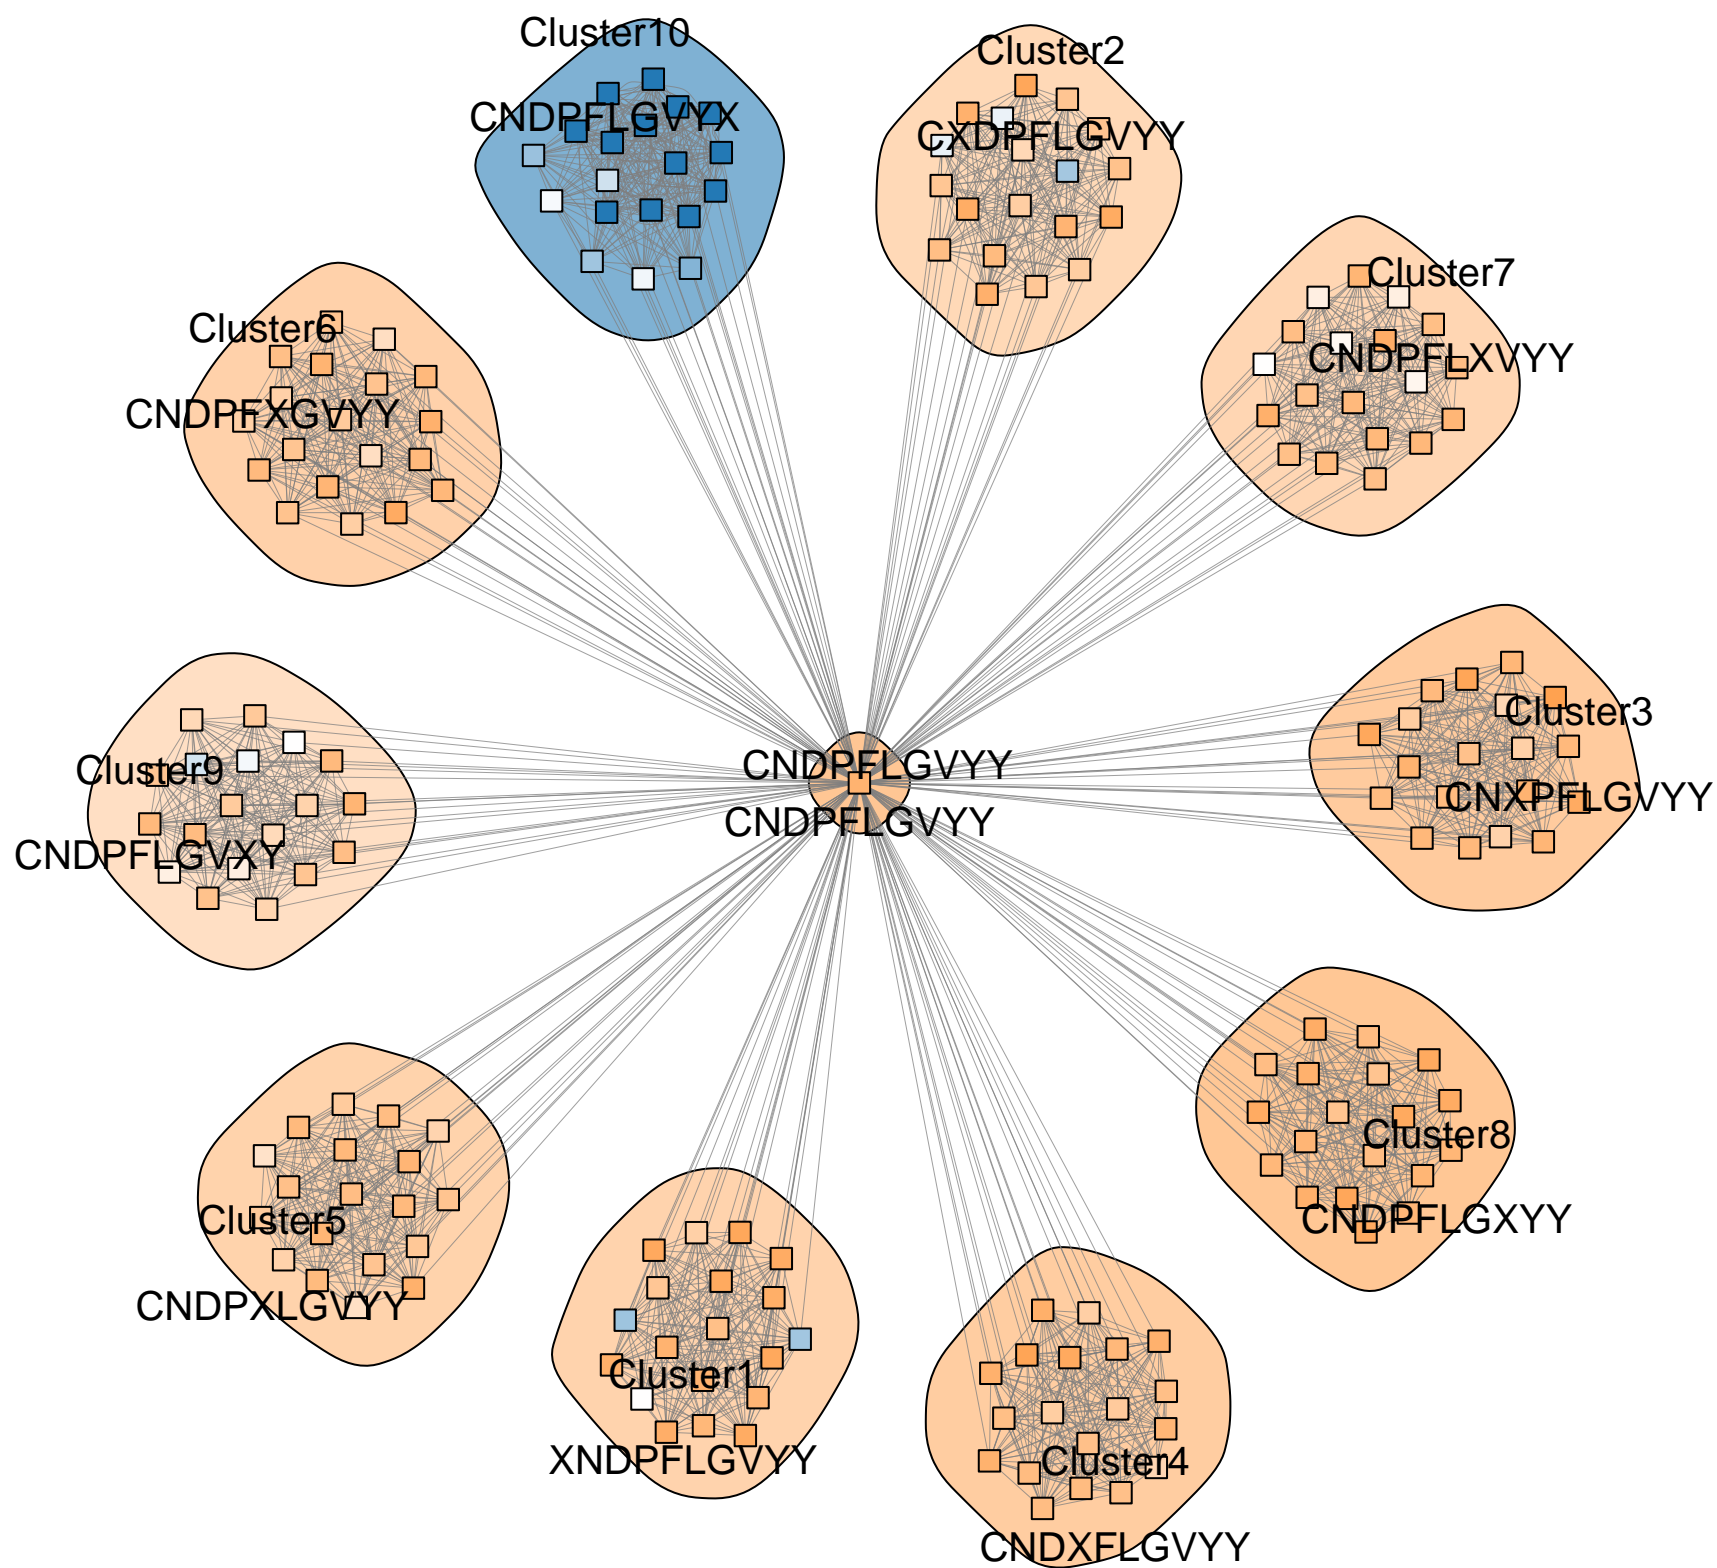 Cluster10
CNDPFLGVYX
Cluster2
CXDPFLGVYY
Cluster7
CNDPFLXVYY
Cluster6
CNDPFXGVYY
Cluster3
CNXPFLGVYY
CNDPFLGVYY
CNDPFLGVYY
Cluster9
CNDPFLGVXY
Cluster8
CNDPFLGXYY
Cluster5
CNDPXLGVYY
Cluster1
XNDPFLGVYY
Cluster4
CNDXFLGVYY